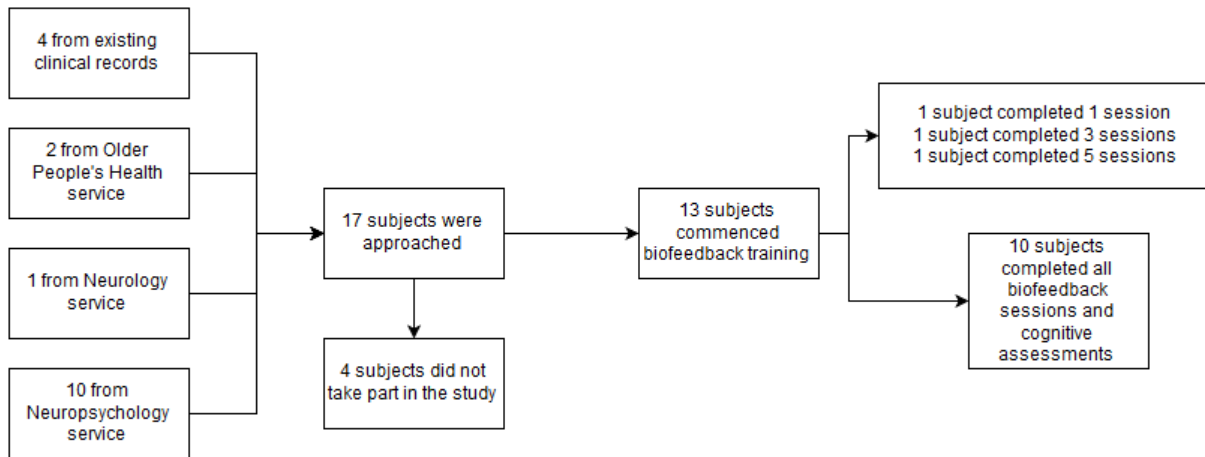 4 from existing
clinical records
2 from Older
People's Health
service
1 from Neurology
service
10 from
Neuropsychology
service
17 subjects were
approached
4 subjects did not
take part in the study
13 subjects
commenced
biofeedback training
1 subject completed 1 session
1 subject completed 3 sessions
1 subject completed 5 sessions
10 subjects
completed all
biofeedback
sessions and
cognitive
assessments